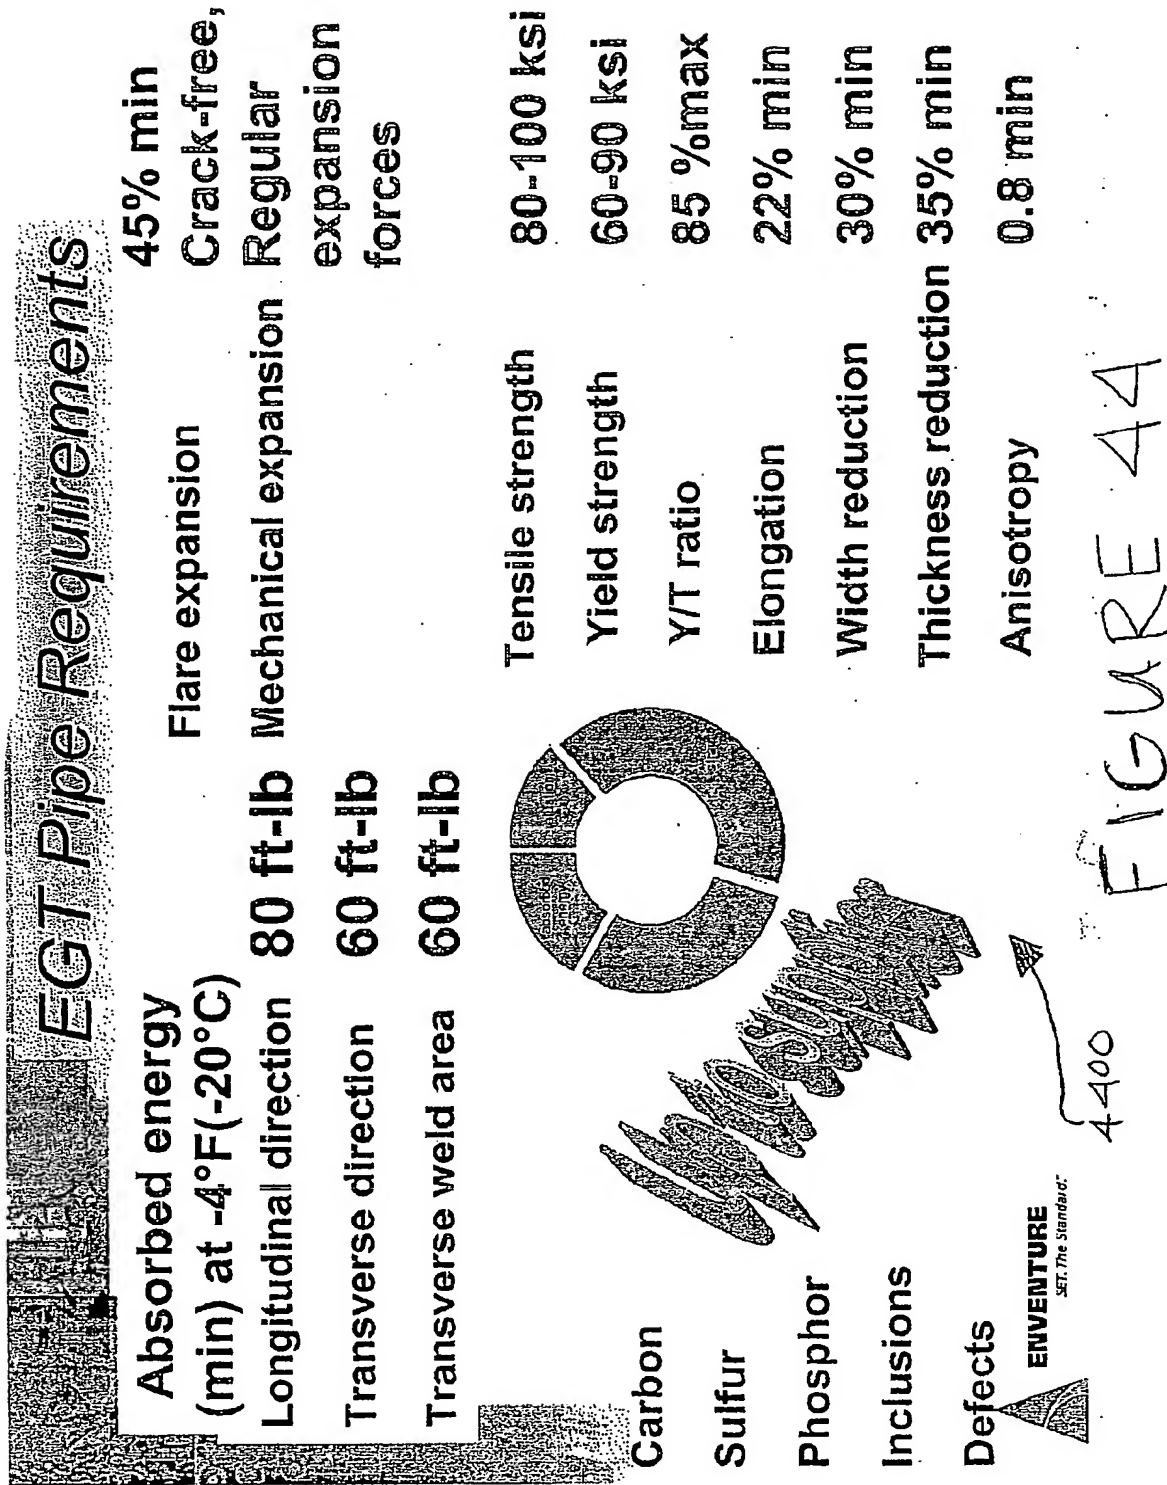 EGT Pipe Requirements
Absorbed energy
(min) at -4°F(-20°C)
Longitudinal direction 80 ft-lb
Transverse direction 60 ft-lb
Transverse weld area 60 ft-lb
Flare expansion 45% min
Mechanical expansion Crack-free,
Regular
expansion
forces
Carbon
Sulfur
Phosphor
Inclusions
Defects
Tensile strength 80-100 ksi
Yield strength 60-90 ksi
Y/T ratio 85 %max
Elongation 22% min
Width reduction 30% min
Thickness reduction 35% min
Anisotropy 0.8 min
ENVENTURE
SET. The Standard.
4400
FIGURE 44